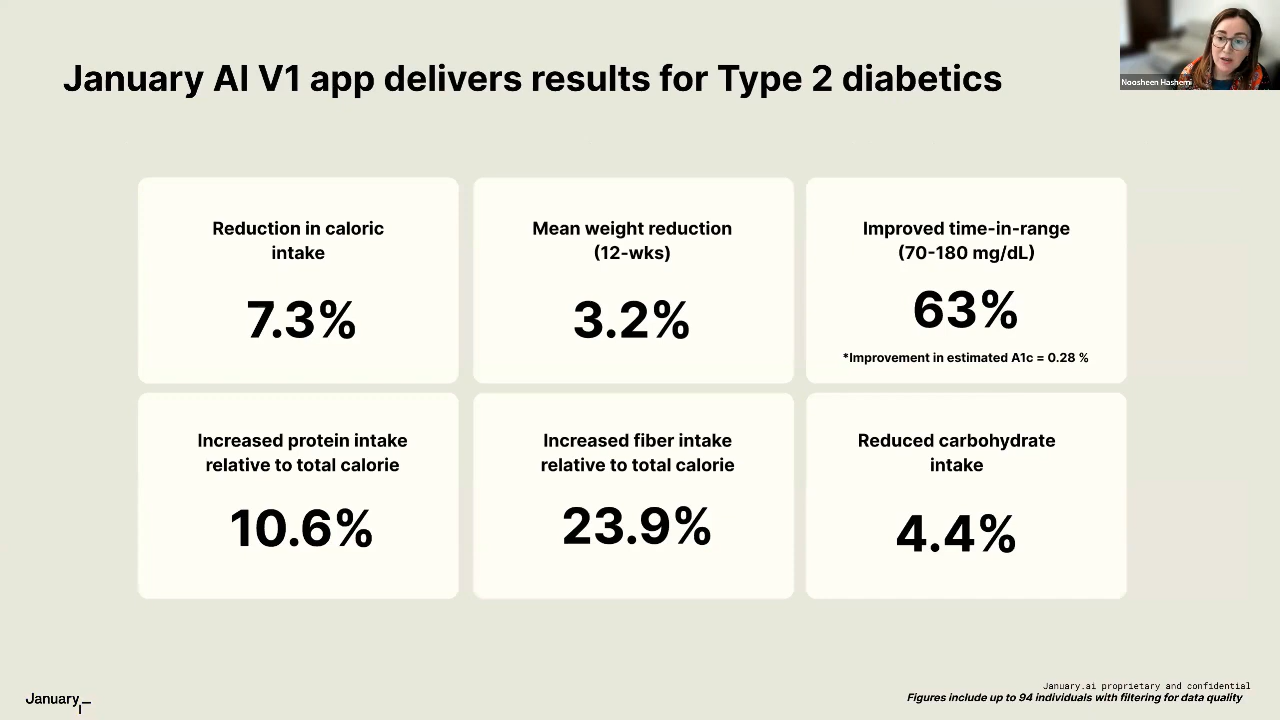 January AI V1 app delivers results for Type 2 diabetics
Noosheen Hashemi
Reduction in caloric
intake
7.3%
Mean weight reduction
(12-wks)
3.2%
Improved time-in-range
(70-180 mg/dL)
63%
*Improvement in estimated A1c = 0.28 %
Increased protein intake
relative to total calorie
10.6%
Increased fiber intake
relative to total calorie
23.9%
Reduced carbohydrate
intake
4.4%
January
January.ai proprietary and confidential
Figures include up to 94 individuals with filtering for data quality